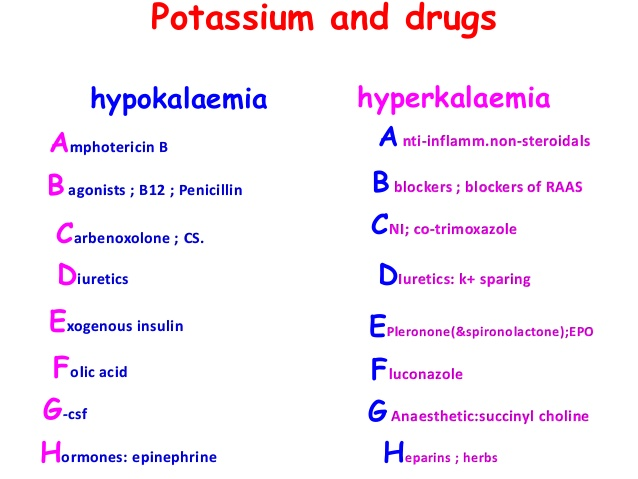 Potassium and drugs
hypokalaemia
Amphotericin B
B agonists ; B12 ; Penicillin
Carbenoxolone ; CS.
Diuretics
Exogenous insulin
Folic acid
G-csf
Hormones: epinephrine
hyperkalaemia
A nti-inflamm.non-steroidals
B blockers ; blockers of RAAS
CNI; co-trimoxazole
DIuretics: k+ sparing
EPleronone(&spironolactone);EPO
Fluconazole
G Anaesthetic:succinyl choline
Heparins ; herbs